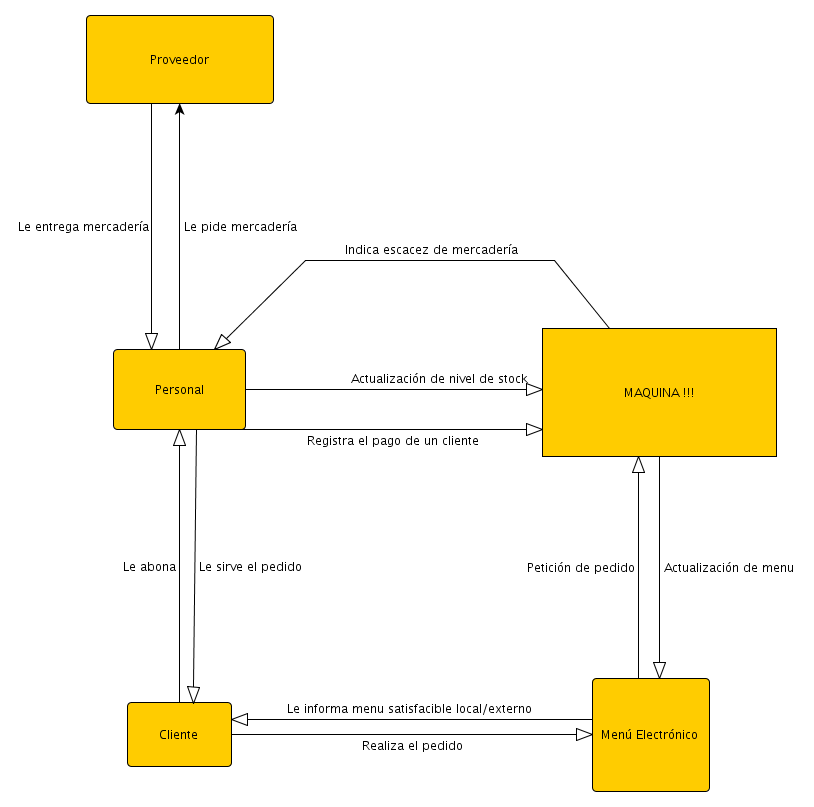 Proveedor
Le entrega mercadería
Le pide mercadería
Indica escacez de mercadería
Actualización de nivel de stock
Personal
MAQUINA !!!
Registra el pago de un cliente
Le abona
Le sirve el pedido
Petición de pedido
Actualización de menu
Le informa menu satisfacible local/externo
Cliente
Menú Electrónico
Realiza el pedido